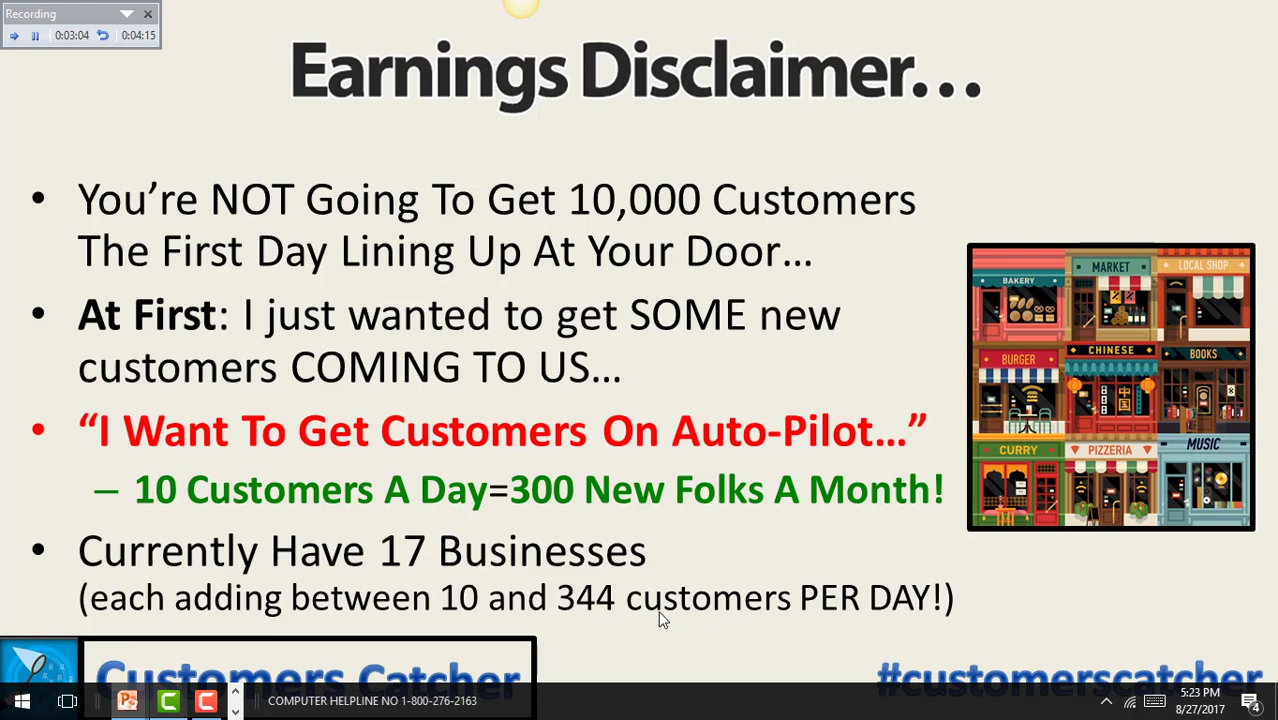 Recording
0:03:04
0:04:15
Earnings Disclaimer…
• You’re NOT Going To Get 10,000 Customers
The First Day Lining Up At Your Door…
• At First: I just wanted to get SOME new
customers COMING TO US…
• “I Want To Get Customers On Auto-Pilot…”
– 10 Customers A Day=300 New Folks A Month!
• Currently Have 17 Businesses
(each adding between 10 and 344 customers PER DAY!)
BAKERY
MARKET
LOCAL SHOP
BURGER
CHINESE
BOOKS
中国
CURRY
PIZZERIA
MUSIC
Customers Catcher
#customerscatcher
COMPUTER HELPLINE NO 1-800-276-2163
5:23 PM
8/27/2017
4